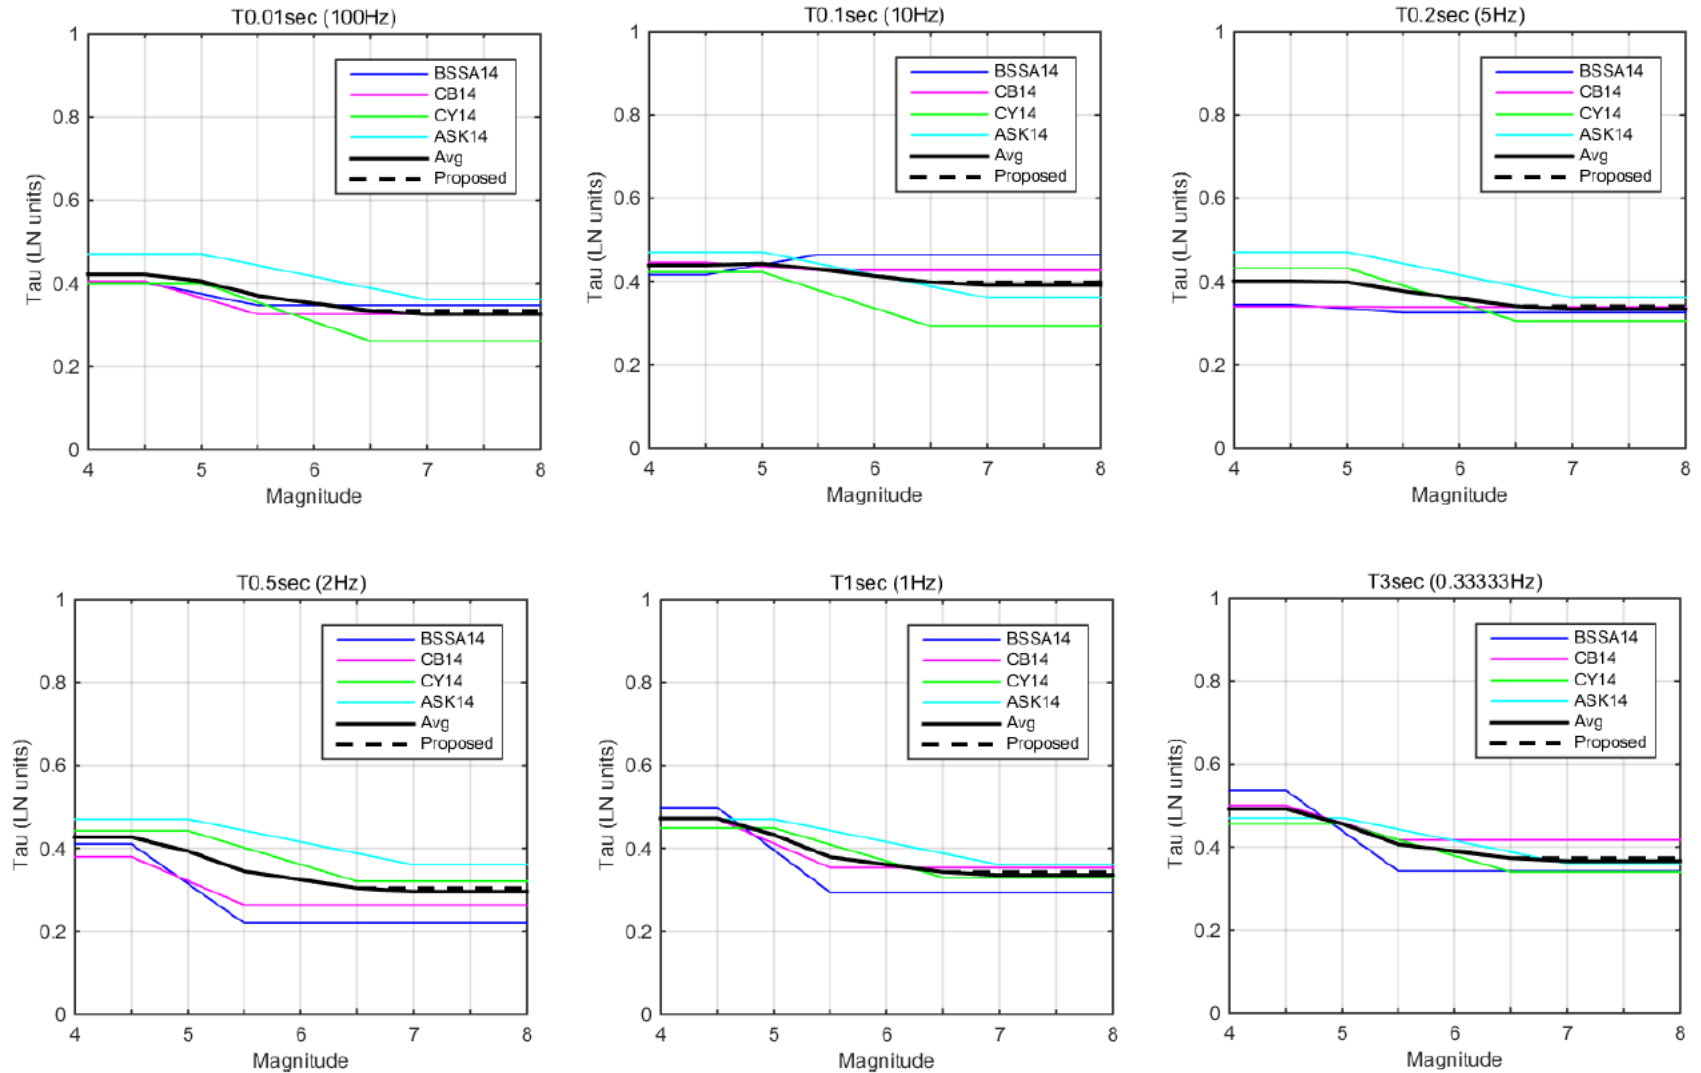 T0.01sec (100Hz)
1
0.8
0.6
0.4
0.2
0
Tau (LN units)
BSSA14
CB14
CY14
ASK14
Avg
Proposed
4 5 6 7 8
Magnitude
T0.1sec (10Hz)
1
0.8
0.6
0.4
0.2
0
Tau (LN units)
BSSA14
CB14
CY14
ASK14
Avg
Proposed
4 5 6 7 8
Magnitude
T0.2sec (5Hz)
1
0.8
0.6
0.4
0.2
0
Tau (LN units)
BSSA14
CB14
CY14
ASK14
Avg
Proposed
4 5 6 7 8
Magnitude
T0.5sec (2Hz)
1
0.8
0.6
0.4
0.2
0
Tau (LN units)
BSSA14
CB14
CY14
ASK14
Avg
Proposed
4 5 6 7 8
Magnitude
T1sec (1Hz)
1
0.8
0.6
0.4
0.2
0
Tau (LN units)
BSSA14
CB14
CY14
ASK14
Avg
Proposed
4 5 6 7 8
Magnitude
T3sec (0.33333Hz)
1
0.8
0.6
0.4
0.2
0
Tau (LN units)
BSSA14
CB14
CY14
ASK14
Avg
Proposed
4 5 6 7 8
Magnitude